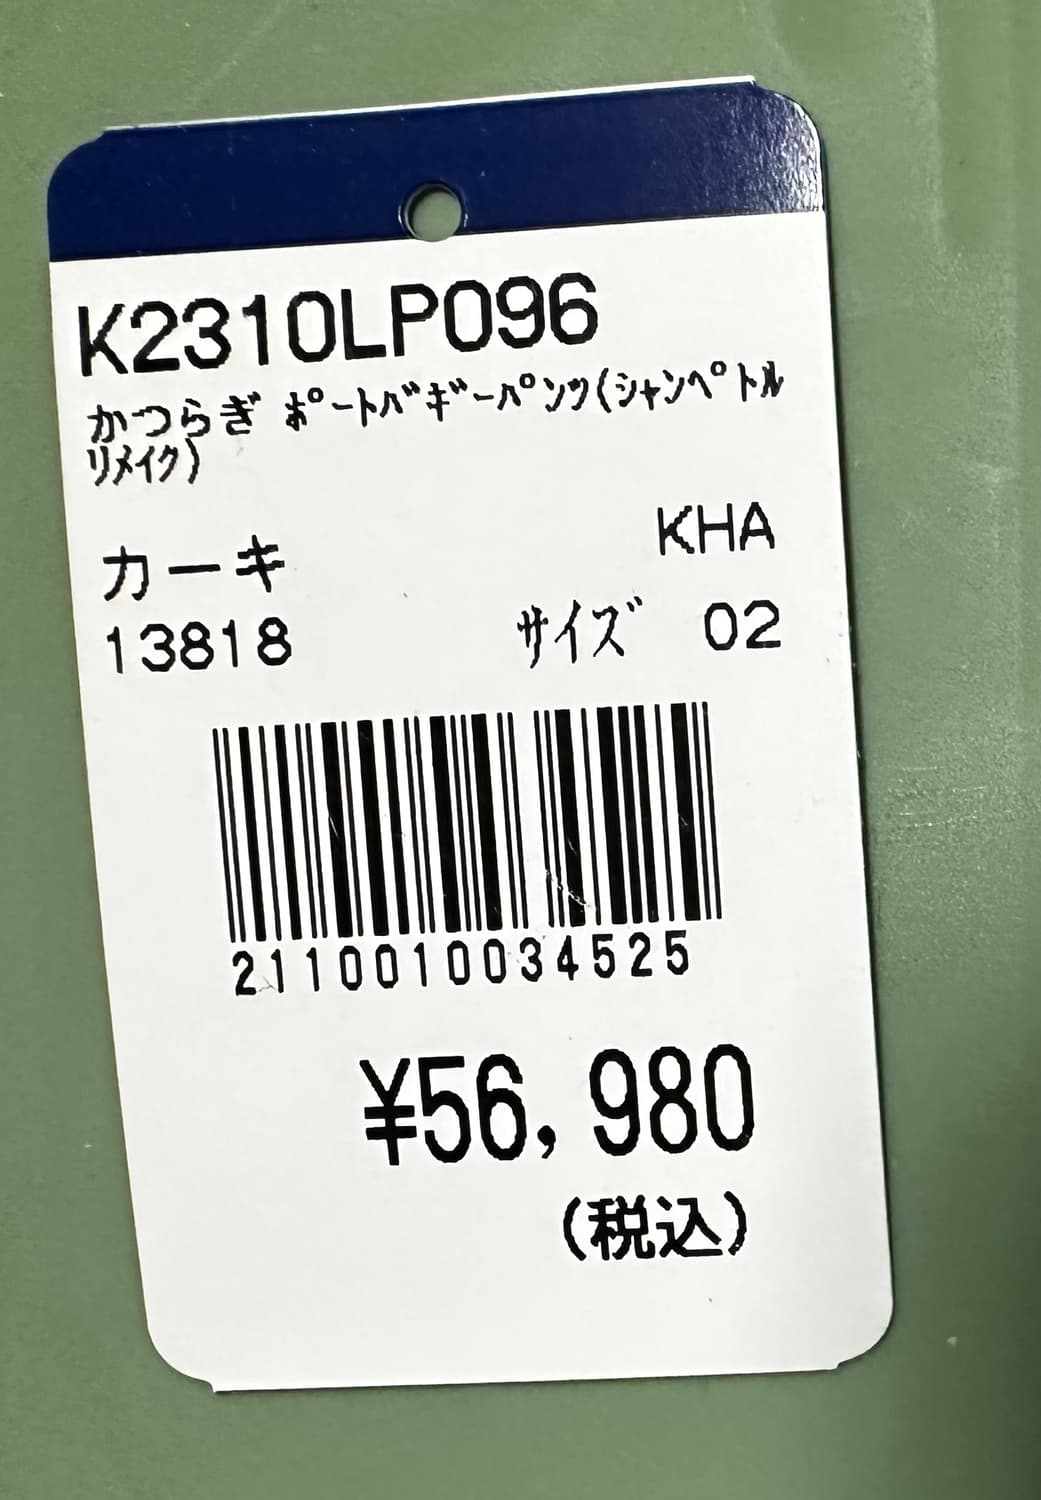 K2310LP096
かつらぎ ﾎﾟｰﾄﾊﾞｷﾞｰﾊﾟﾝﾂ(ｼｬﾝﾍﾟﾄﾙ
ﾘﾒｲｸ)
カーキ KHA
13818 ｻｲｽﾞ 02
2110010034525
¥56,980
(税込)